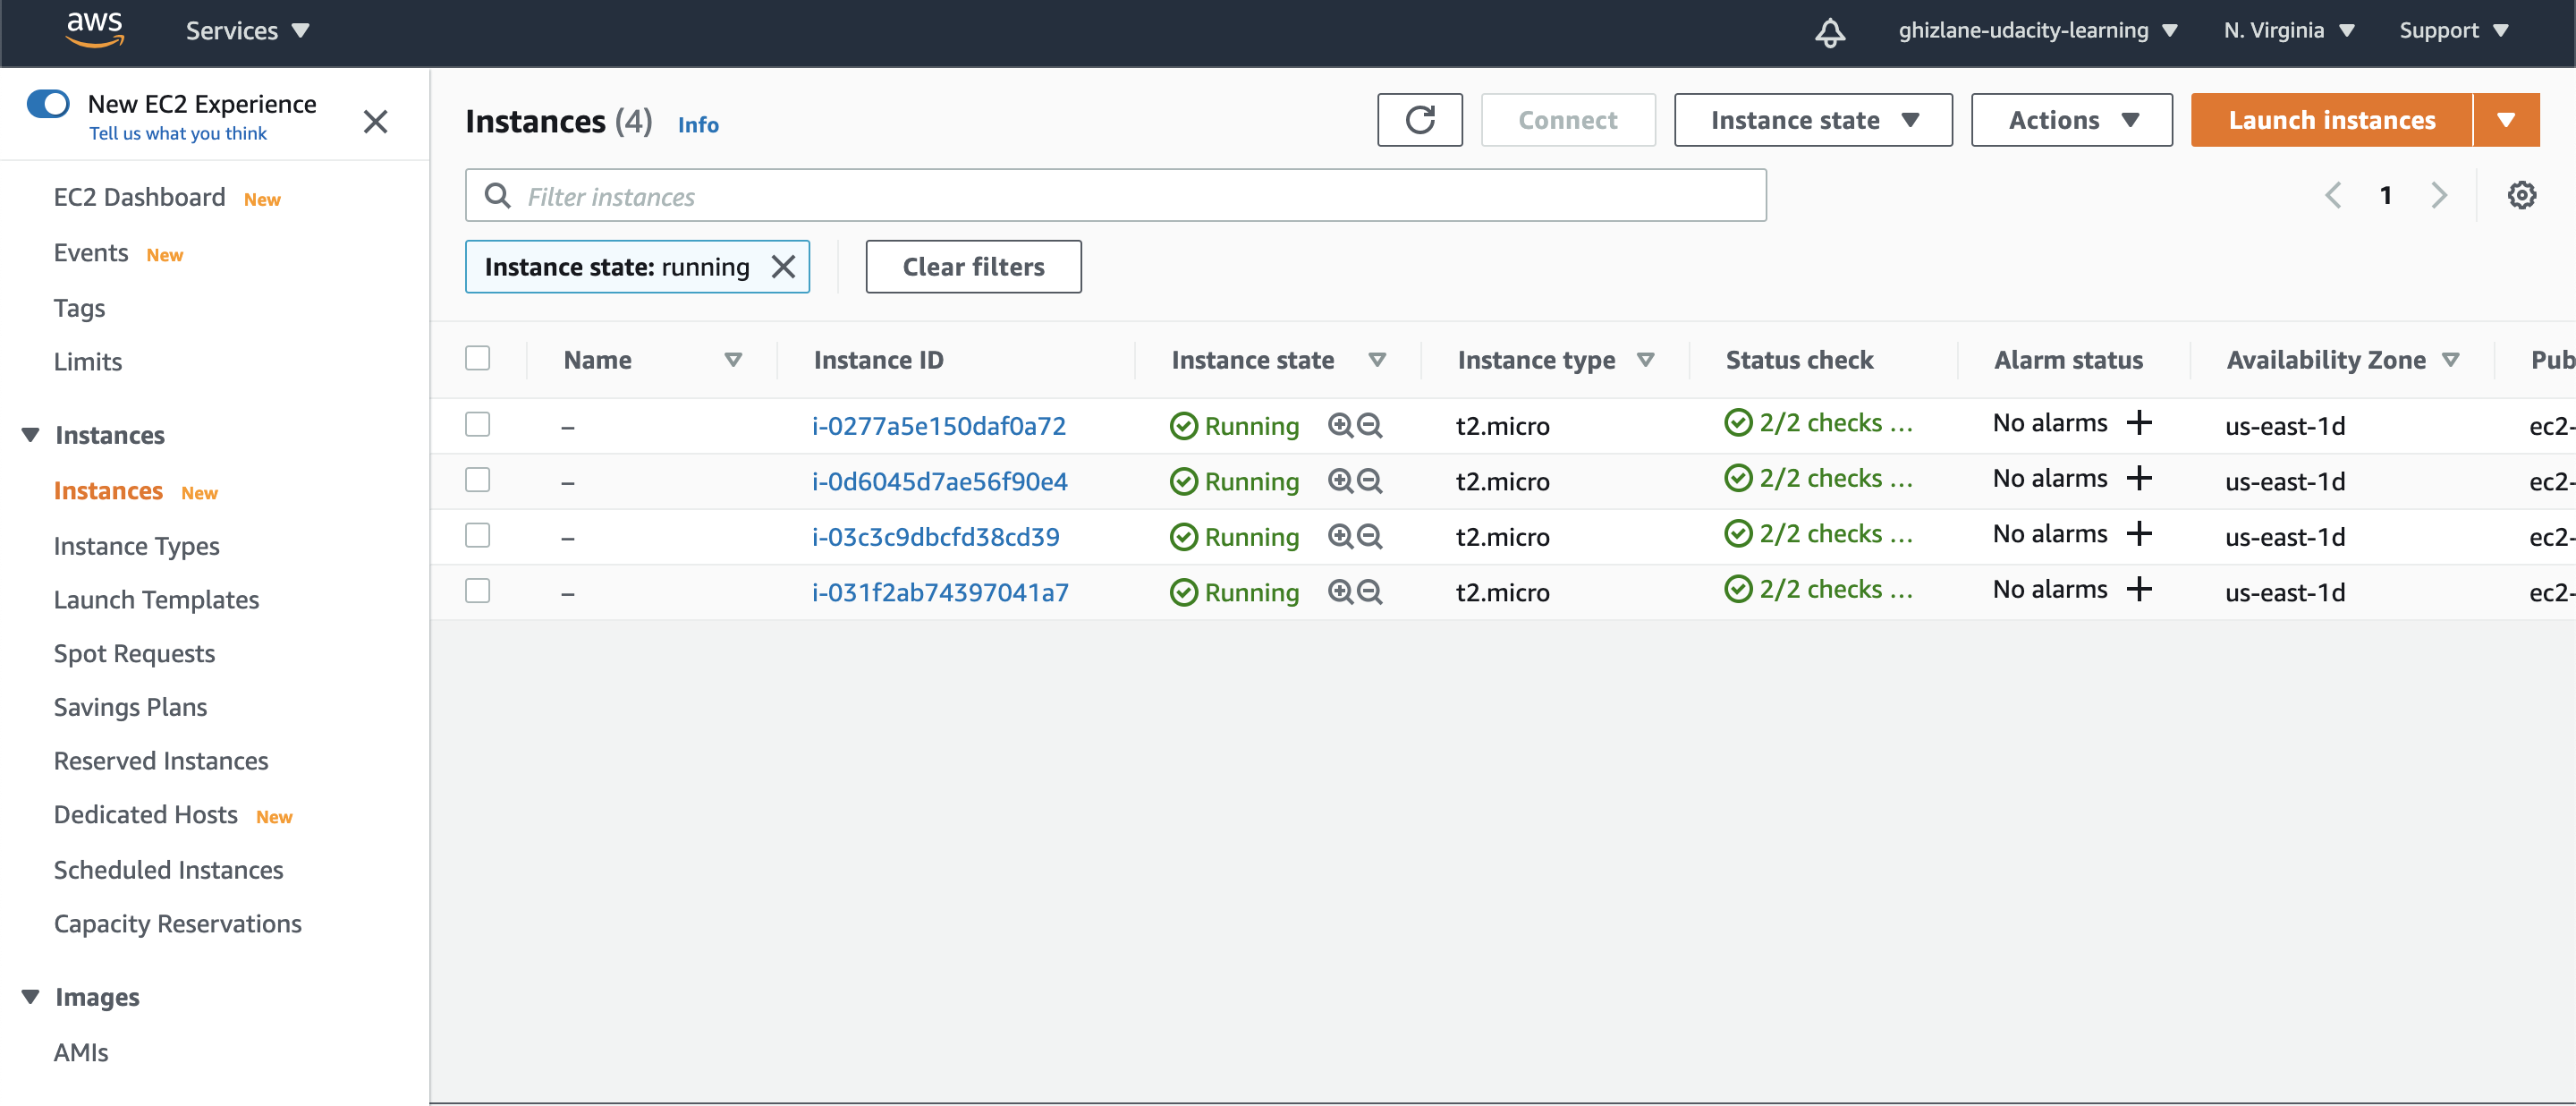 aws Services ghizlane-udacity-learning N. Virginia Support
New EC2 Experience
Tell us what you think
EC2 Dashboard New
Events New
Tags
Limits
Instances
Instances New
Instance Types
Launch Templates
Spot Requests
Savings Plans
Reserved Instances
Dedicated Hosts New
Scheduled Instances
Capacity Reservations
Images
AMIs
Instances (4) Info Connect Instance state Actions Launch instances
Filter instances 1
Instance state: running Clear filters
Name Instance ID Instance state Instance type Status check Alarm status Availability Zone Pub
– i-0277a5e150daf0a72 Running t2.micro 2/2 checks ... No alarms + us-east-1d ec2-
– i-0d6045d7ae56f90e4 Running t2.micro 2/2 checks ... No alarms + us-east-1d ec2-
– i-03c3c9dbcfd38cd39 Running t2.micro 2/2 checks ... No alarms + us-east-1d ec2-
– i-031f2ab74397041a7 Running t2.micro 2/2 checks ... No alarms + us-east-1d ec2-